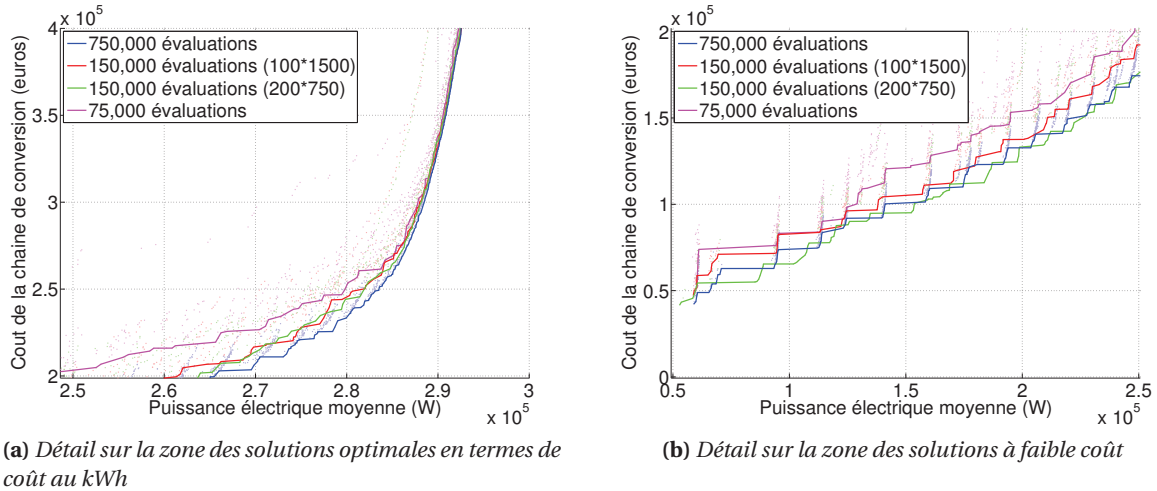 x 10^5
4
3.5
3
2.5
2
Cout de la chaine de conversion (euros)
750,000 évaluations
150,000 évaluations (100*1500)
150,000 évaluations (200*750)
75,000 évaluations
2.5 2.6 2.7 2.8 2.9 3
Puissance électrique moyenne (W)
x 10^5
(a) Détail sur la zone des solutions optimales en termes de
coût au kWh
x 10^5
2
1.5
1
0.5
0
Cout de la chaine de conversion (euros)
750,000 évaluations
150,000 évaluations (100*1500)
150,000 évaluations (200*750)
75,000 évaluations
0.5 1 1.5 2 2.5
Puissance électrique moyenne (W)
x 10^5
(b) Détail sur la zone des solutions à faible coût